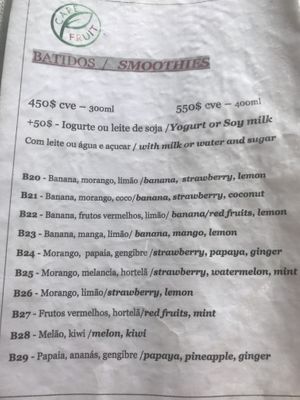 CAFE
FRUIT
BATIDOS / SMOOTHIES
450$ cve - 300ml 550$ cve - 400ml
+50$ - Iogurte ou leite de soja /Yogurt or Soy milk
Com leite ou água e açucar / with milk or water and sugar
B20 - Banana, morango, limão /banana, strawberry, lemon
B21 - Banana, morango, coco/banana, strawberry, coconut
B22 - Banana, frutos vermelhos, limão/ banana/red fruits, lemon
B23 - Banana, manga, limão/ banana, mango, lemon
B24 - Morango, papaia, gengibre /strawberry, papaya, ginger
B25 - Morango, melancia, hortelã /strawberry, watermelon, mint
B26 - Morango, limão/strawberry, lemon
B27 - Frutos vermelhos, hortelã/red fruits, mint
B28 - Melão, kiwi /melon, kiwi
B29 - Papaia, ananás, gengibre /papaya, pineapple, ginger